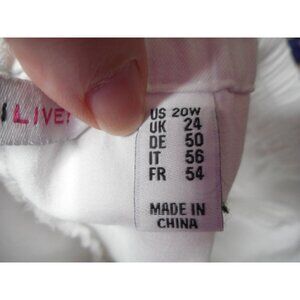 LIVE?
US 20W
UK 24
DE 50
IT 56
FR 54
MADE IN
CHINA